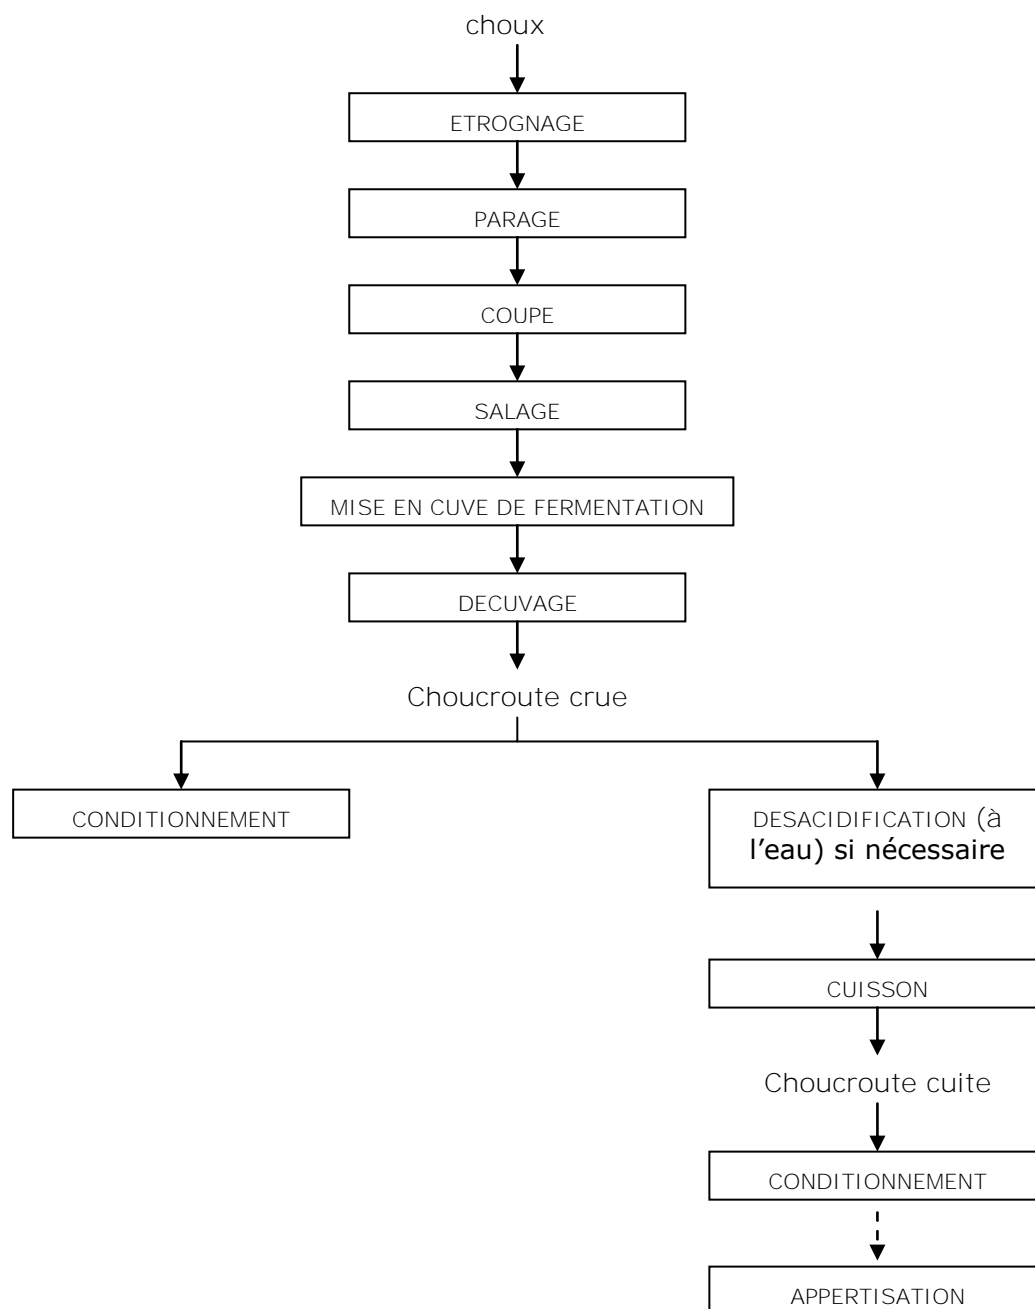 choux
ETROGNAGE
PARAGE
COUPE
SALAGE
MISE EN CUVE DE FERMENTATION
DECUVAGE
Choucroute crue
CONDITIONNEMENT
DESACIDIFICATION (à
l’eau) si nécessaire
CUISSON
Choucroute cuite
CONDITIONNEMENT
APPERTISATION